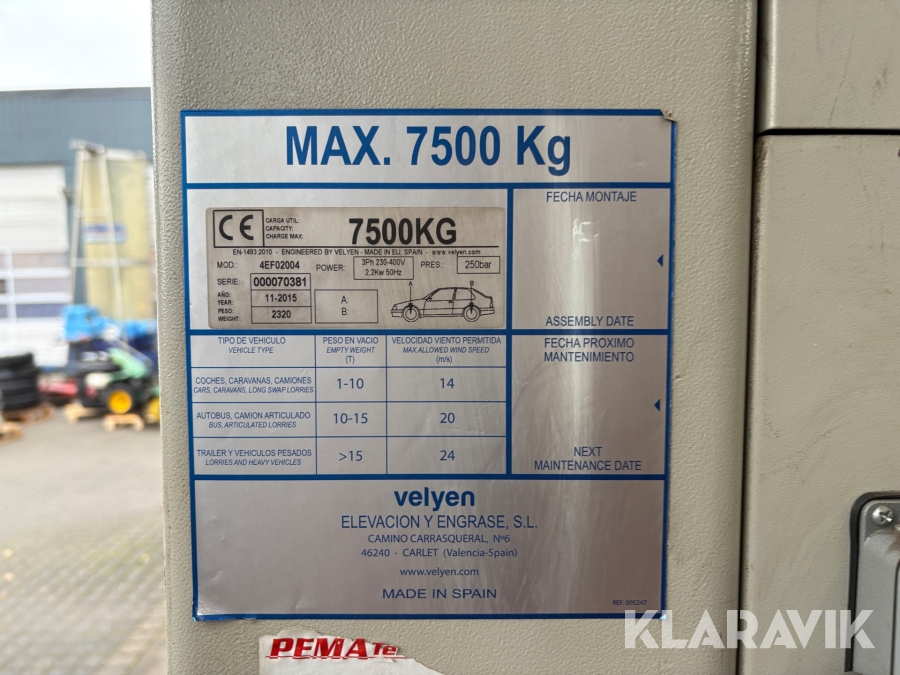 MAX. 7500 Kg
CE
CARGA UTIL:
CAPACITY:
CHARGE MAX:
7500KG
EN-1493:2010 - ENGINEERED BY VELYEN - MADE IN EU, SPAIN - www.velyen.com
MOD.: 4EF02004
POWER: 3Ph 230-400V
2,2Kw 50Hz
PRES.: 250bar
SERIE: 000070381
AÑO:
YEAR: 11-2015
PESO:
WEIGHT: 2320
A:
B:
A
B
FECHA MONTAJE
ASSEMBLY DATE
TIPO DE VEHICULO
VEHICLE TYPE
PESO EN VACIO
EMPTY WEIGHT
(T)
VELOCIDAD VIENTO PERMITIDA
MAX.ALLOWED WIND SPEED
(m/s)
COCHES, CARAVANAS, CAMIONES
CARS, CARAVANS, LONG SWAP LORRIES
1-10
14
AUTOBUS, CAMION ARTICULADO
BUS, ARTICULATED LORRIES
10-15
20
TRAILER Y VEHICULOS PESADOS
LORRIES AND HEAVY VEHICLES
>15
24
FECHA PROXIMO
MANTENIMIENTO
NEXT
MAINTENANCE DATE
velyen
ELEVACION Y ENGRASE, S.L.
CAMINO CARRASQUERAL, Nº6
46240 - CARLET (Valencia-Spain)
www.velyen.com
MADE IN SPAIN
REF. 005247
PEMATe
KLARAVIK